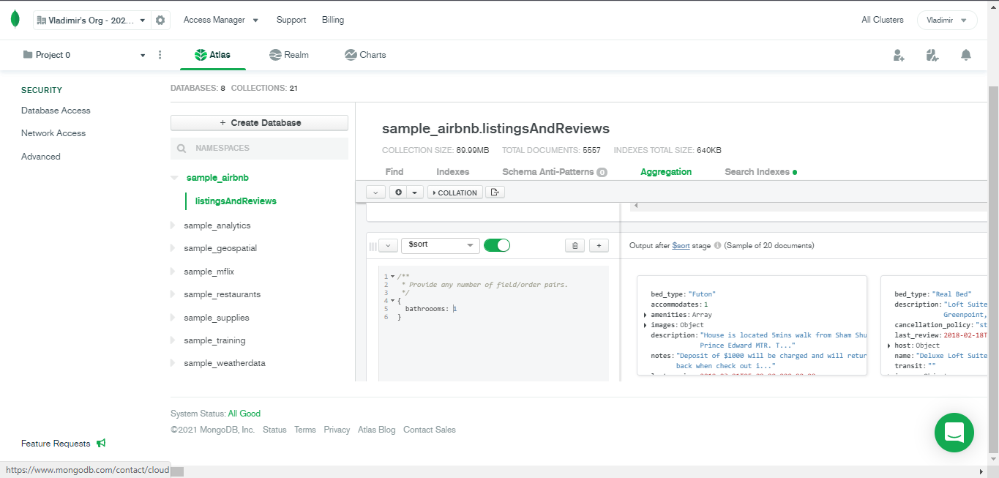 Vladimir's Org - 202...
Access Manager
Support
Billing
All Clusters
Vladimir
Project 0
Atlas
Realm
Charts
SECURITY
Database Access
Network Access
Advanced
Feature Requests
DATABASES: 8 COLLECTIONS: 21
+ Create Database
NAMESPACES
sample_airbnb
listingsAndReviews
sample_analytics
sample_geospatial
sample_mflix
sample_restaurants
sample_supplies
sample_training
sample_weatherdata
sample_airbnb.listingsAndReviews
COLLECTION SIZE: 89.99MB TOTAL DOCUMENTS: 5557 INDEXES TOTAL SIZE: 640KB
Find
Indexes
Schema Anti-Patterns 0
Aggregation
Search Indexes
COLLATION
$sort
1 /**
2 * Provide any number of field/order pairs.
3 */
4 {
5 bathroooms: 1
6 }
Output after $sort stage (Sample of 20 documents)
bed_type: "Futon"
accommodates: 1
amenities: Array
images: Object
description: "House is located 5mins walk from Sham Shu
Prince Edward MTR. T..."
notes: "Deposit of $1000 will be charged and will retur
back when check out i..."
bed_type: "Real Bed"
description: "Loft Suite
Greenpoint,
cancellation_policy: "st
last_review: 2018-02-18T
host: Object
name: "Deluxe Loft Suite
transit: ""
System Status: All Good
©2021 MongoDB, Inc. Status Terms Privacy Atlas Blog Contact Sales
https://www.mongodb.com/contact/cloud